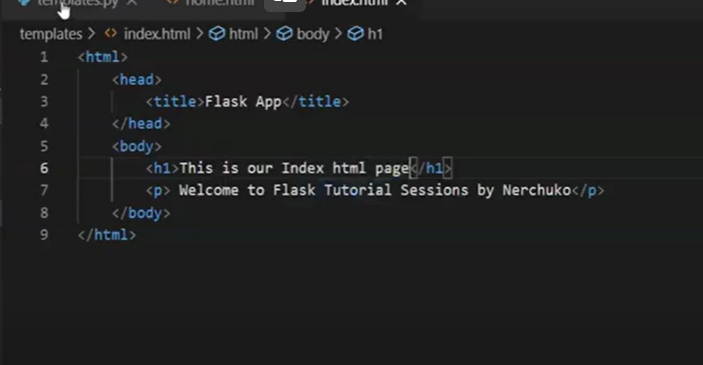 templates.py home.html index.html
templates > index.html > html > body > h1
1 <html>
2 <head>
3 <title>Flask App</title>
4 </head>
5 <body>
6 <h1>This is our Index html page</h1>
7 <p> Welcome to Flask Tutorial Sessions by Nerchuko</p>
8 </body>
9 </html>